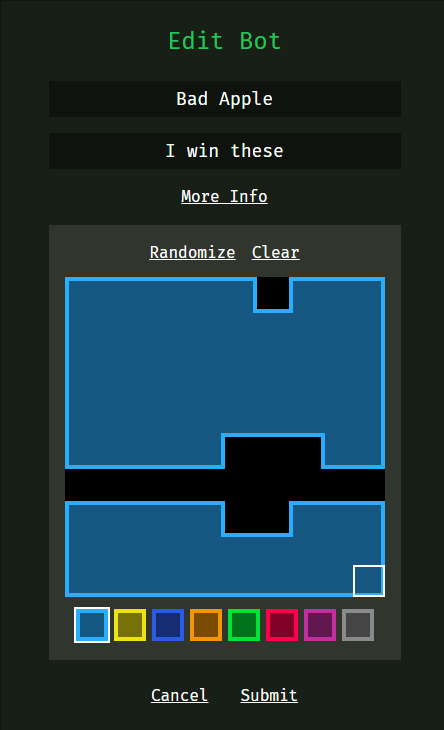 Edit Bot
Bad Apple
I win these
More Info
Randomize Clear
Cancel Submit